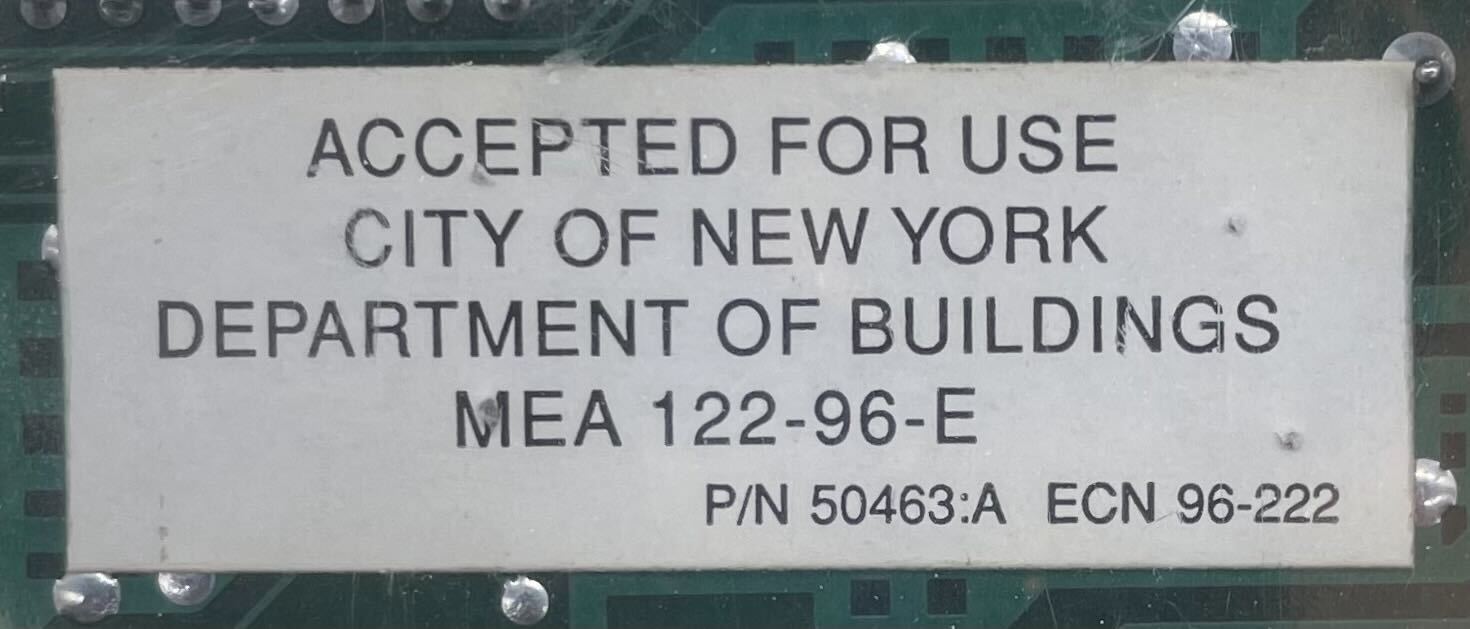 ACCEPTED FOR USE
CITY OF NEW YORK
DEPARTMENT OF BUILDINGS
MEA 122-96-E
P/N 50463:A ECN 96-222